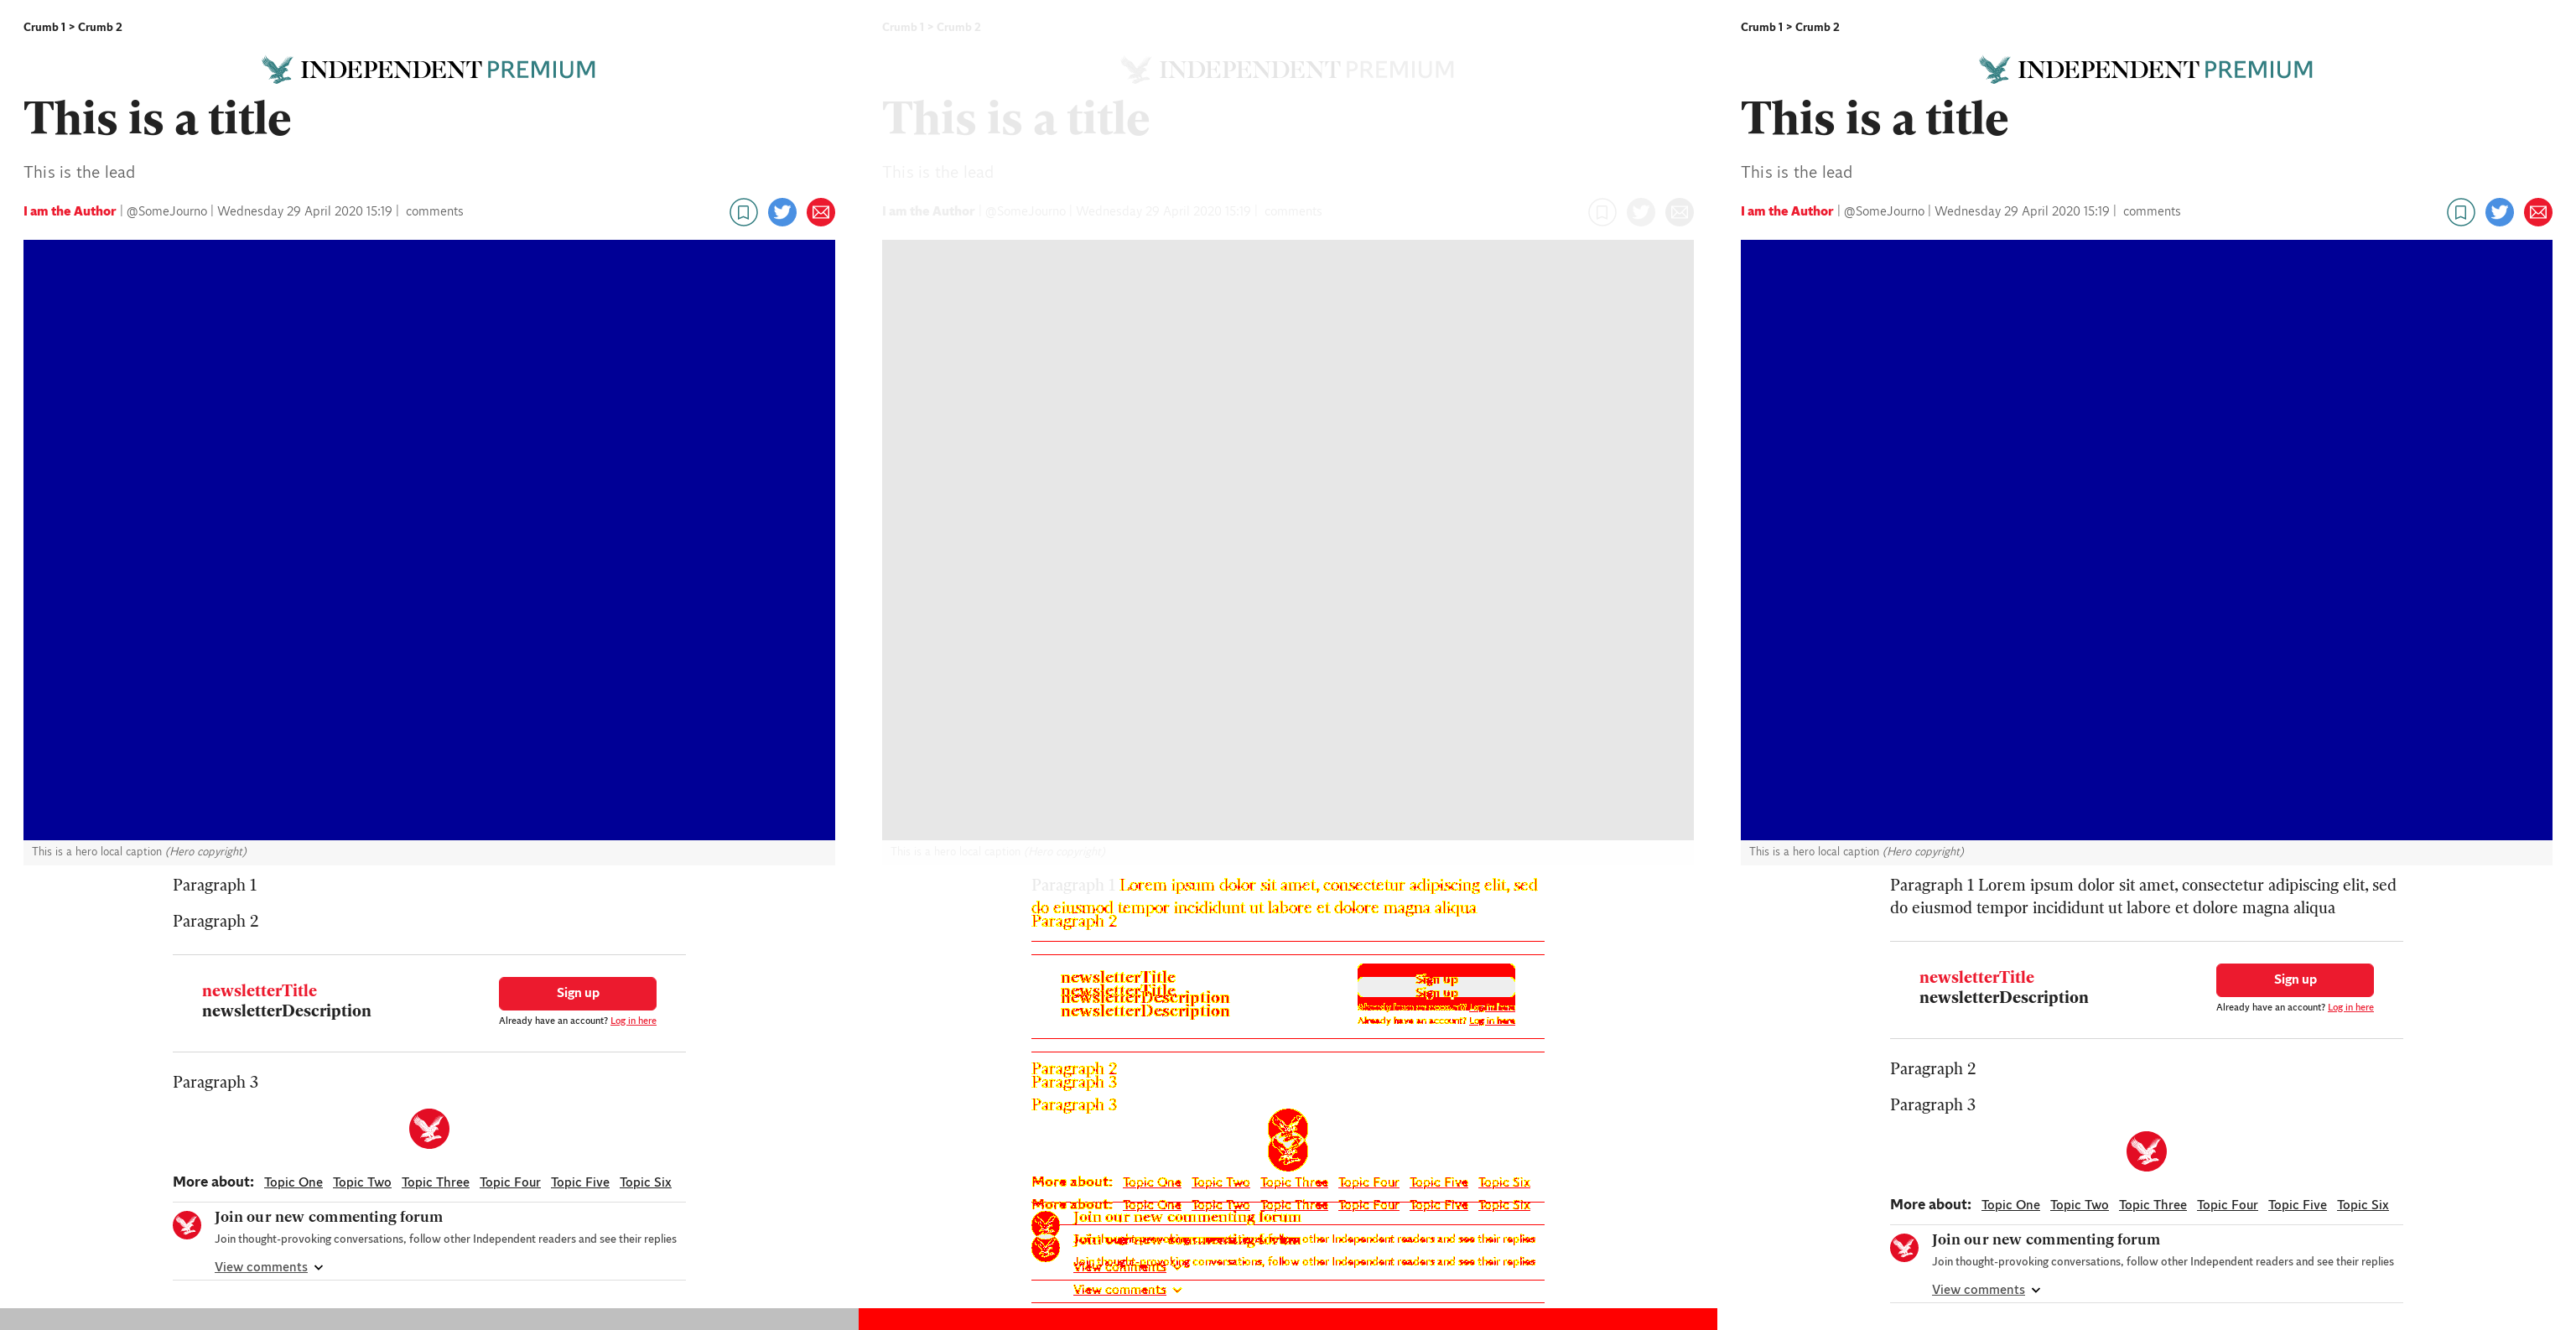 Crumb 1 > Crumb 2
INDEPENDENT PREMIUM
This is a title
This is the lead
I am the Author | @SomeJourno | Wednesday 29 April 2020 15:19 | comments
This is a hero local caption (Hero copyright)
Paragraph 1
Paragraph 2
newsletterTitle
newsletterDescription
Sign up
Already have an account? Log in here
Paragraph 3
More about: Topic One Topic Two Topic Three Topic Four Topic Five Topic Six
Join our new commenting forum
Join thought-provoking conversations, follow other Independent readers and see their replies
View comments
Crumb 1 > Crumb 2
INDEPENDENT PREMIUM
This is a title
This is the lead
I am the Author | @SomeJourno | Wednesday 29 April 2020 15:19 | comments
This is a hero local caption (Hero copyright)
Paragraph 1 Lorem ipsum dolor sit amet, consectetur adipiscing elit, sed
do eiusmod tempor incididunt ut labore et dolore magna aliqua
Paragraph 2
newsletterTitle
newsletterTitle
newsletterDescription
newsletterDescription
Sign up
Sign up
Already have an account? Log in here
Already have an account? Log in here
Paragraph 2
Paragraph 3
Paragraph 3
More about: Topic One Topic Two Topic Three Topic Four Topic Five Topic Six
More about: Topic One Topic Two Topic Three Topic Four Topic Five Topic Six
Join our new commenting forum
Join our new commenting forum
Join thought-provoking conversations, follow other Independent readers and see their replies
Join thought-provoking conversations, follow other Independent readers and see their replies
View comments
View comments
Crumb 1 > Crumb 2
INDEPENDENT PREMIUM
This is a title
This is the lead
I am the Author | @SomeJourno | Wednesday 29 April 2020 15:19 | comments
This is a hero local caption (Hero copyright)
Paragraph 1 Lorem ipsum dolor sit amet, consectetur adipiscing elit, sed
do eiusmod tempor incididunt ut labore et dolore magna aliqua
newsletterTitle
newsletterDescription
Sign up
Already have an account? Log in here
Paragraph 2
Paragraph 3
More about: Topic One Topic Two Topic Three Topic Four Topic Five Topic Six
Join our new commenting forum
Join thought-provoking conversations, follow other Independent readers and see their replies
View comments